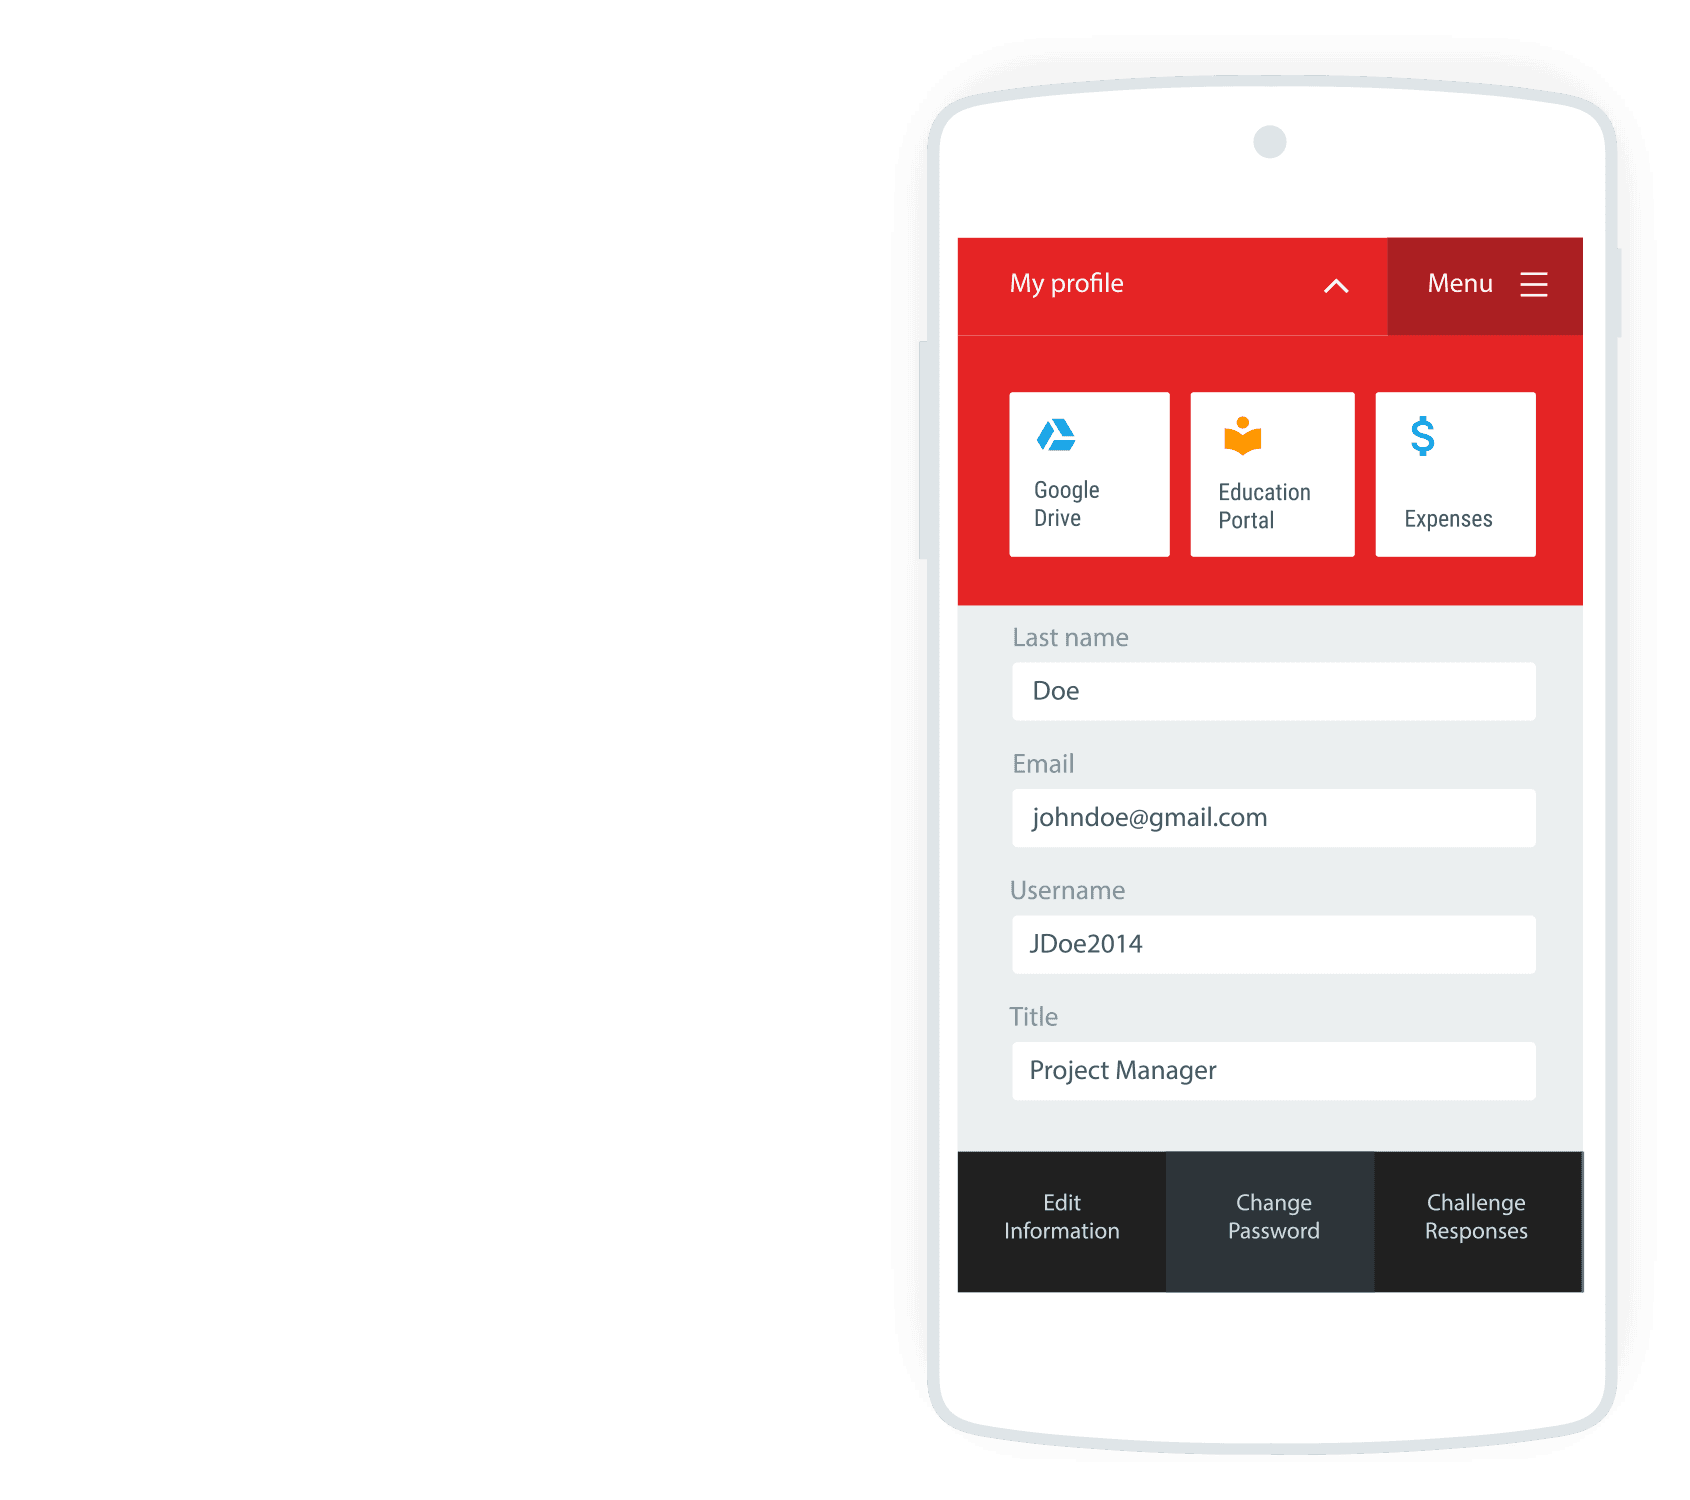 My profile
Menu
Google
Drive
Education
Portal
Expenses
Last name
Doe
Email
johndoe@gmail.com
Username
JDoe2014
Title
Project Manager
Edit
Information
Change
Password
Challenge
Responses